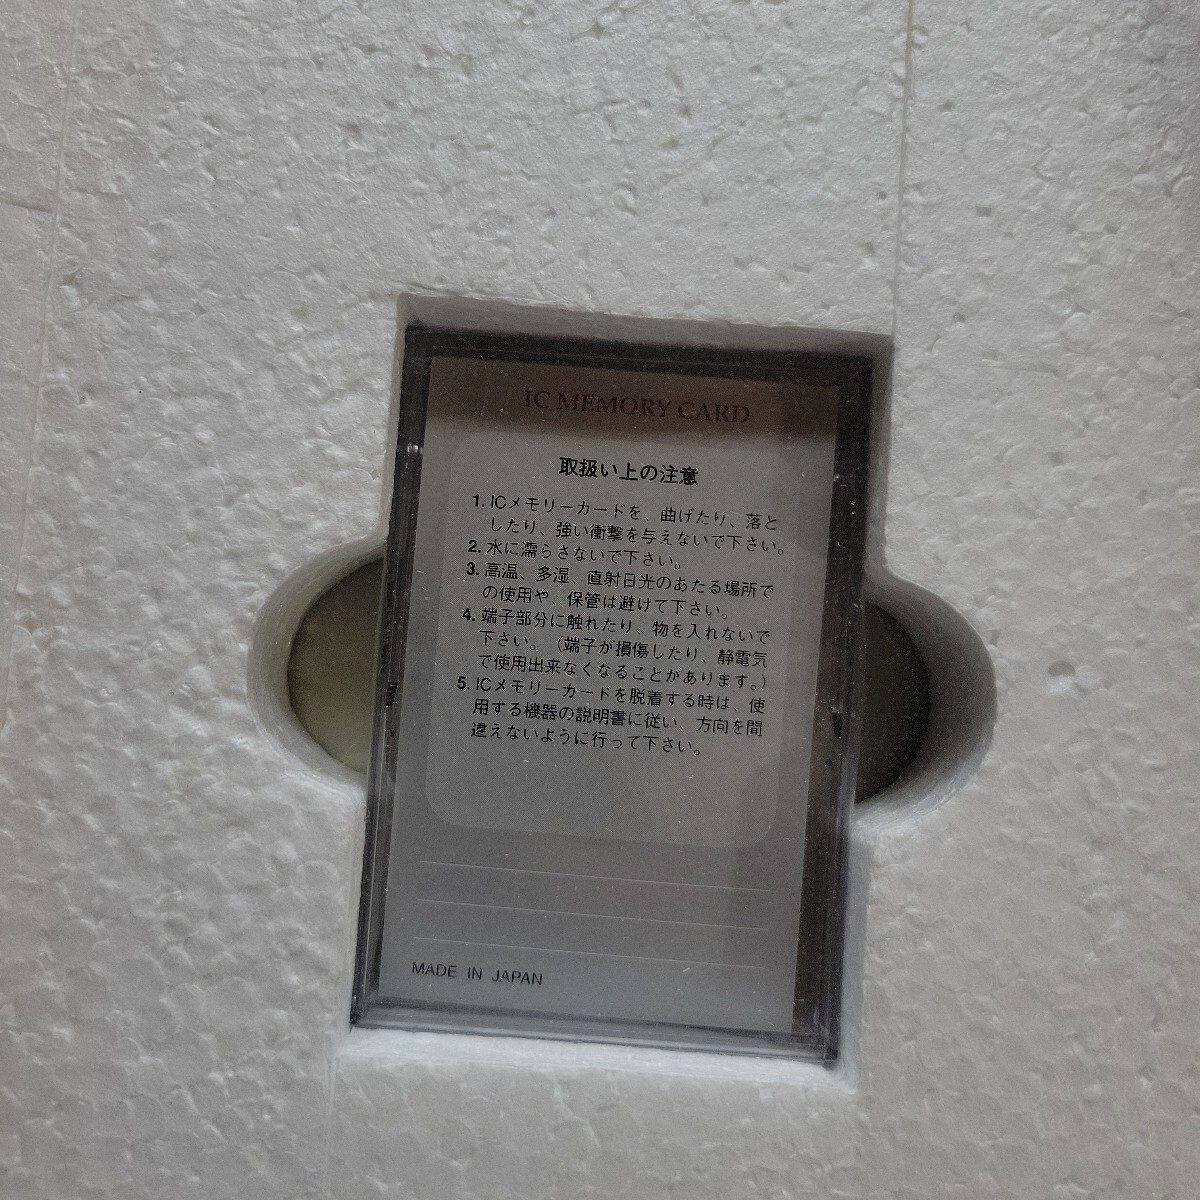 IC MEMORY CARD
取扱い上の注意
1. ICメモリーカードを、曲げたり、落と
したり、強い衝撃を与えないで下さい。
2. 水に濡らさないで下さい。
3. 高温、多湿、直射日光のあたる場所で
の使用や、保管は避けて下さい。
4. 端子部分に触れたり、物を入れないで
下さい。（端子が損傷したり、静電気
で使用出来なくなることがあります。）
5. ICメモリーカードを脱着する時は、使
用する機器の説明書に従い、方向を間
違えないように行って下さい。
MADE IN JAPAN